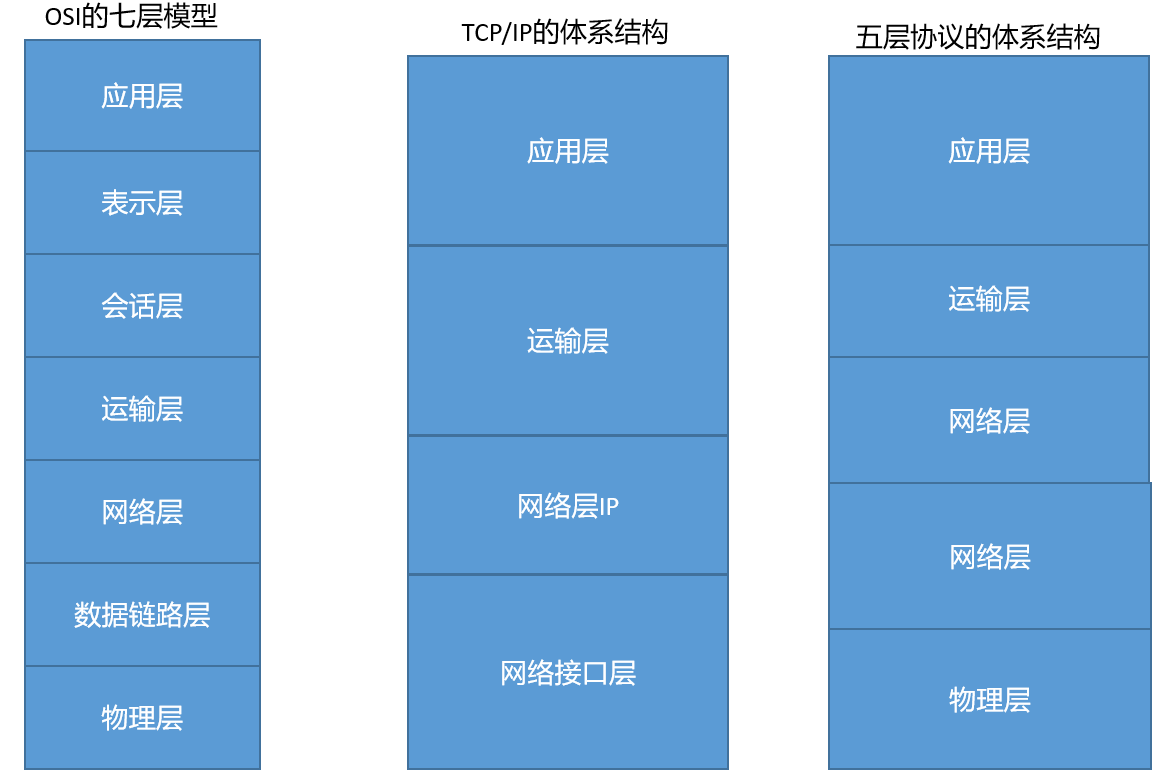 OSI的七层模型
应用层
表示层
会话层
运输层
网络层
数据链路层
物理层
TCP/IP的体系结构
应用层
运输层
网络层IP
网络接口层
五层协议的体系结构
应用层
运输层
网络层
网络层
物理层